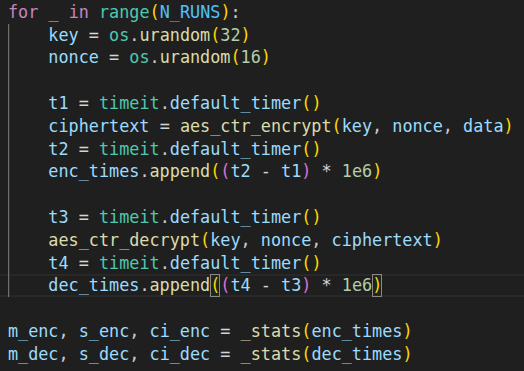 for _ in range(N_RUNS):
    key = os.urandom(32)
    nonce = os.urandom(16)

    t1 = timeit.default_timer()
    ciphertext = aes_ctr_encrypt(key, nonce, data)
    t2 = timeit.default_timer()
    enc_times.append((t2 - t1) * 1e6)

    t3 = timeit.default_timer()
    aes_ctr_decrypt(key, nonce, ciphertext)
    t4 = timeit.default_timer()
    dec_times.append((t4 - t3) * 1e6)

m_enc, s_enc, ci_enc = _stats(enc_times)
m_dec, s_dec, ci_dec = _stats(dec_times)